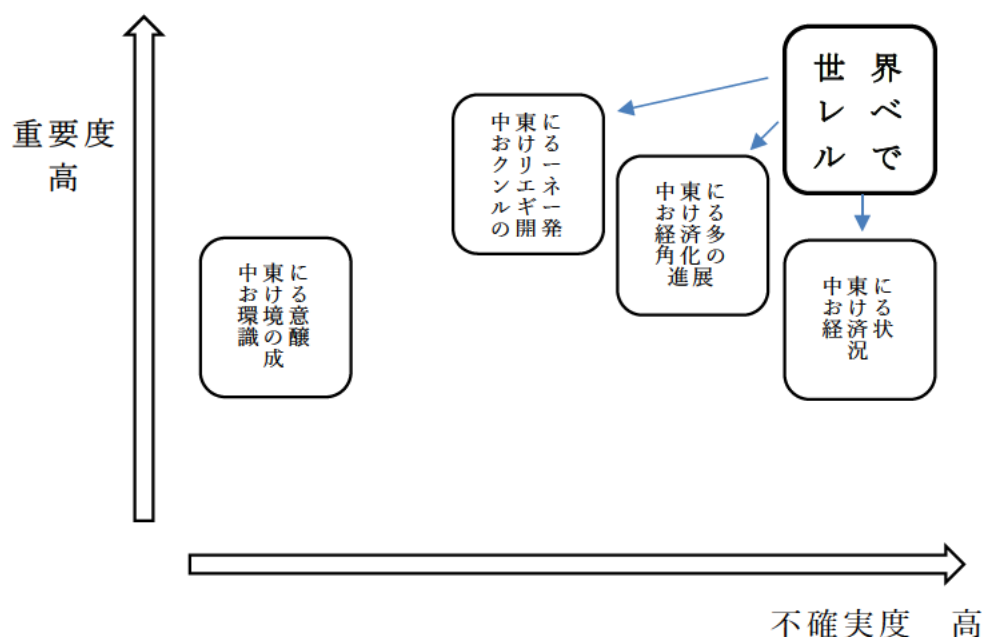 重要度
高
世界
レベ
ルで
中東に
おける
クリー
ンエネ
ルギー
の開発
中東に
おける
経済多
角化の
進展
中東に
おける
環境意
識の醸
成
中東に
おける
経済状
況
不確実度　高